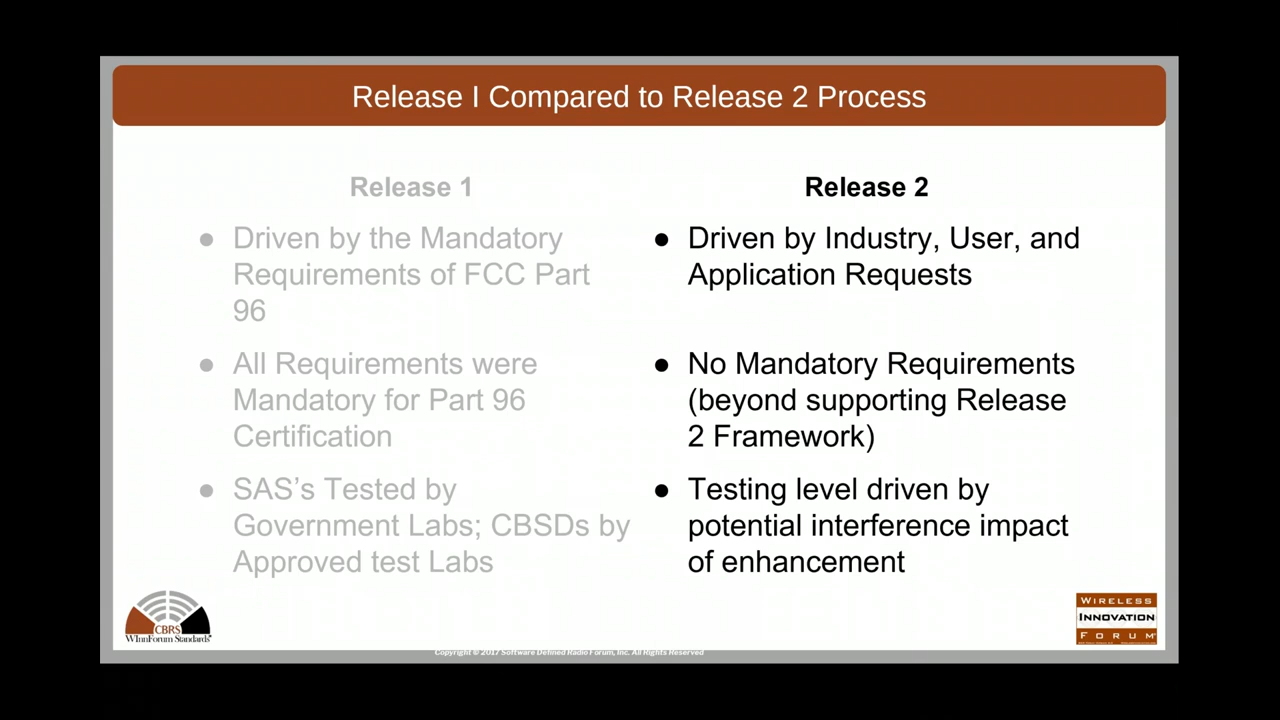 Release I Compared to Release 2 Process
Release 1
● Driven by the Mandatory
Requirements of FCC Part
96
● All Requirements were
Mandatory for Part 96
Certification
● SAS's Tested by
Government Labs; CBSDs by
Approved test Labs
Release 2
● Driven by Industry, User, and
Application Requests
● No Mandatory Requirements
(beyond supporting Release
2 Framework)
● Testing level driven by
potential interference impact
of enhancement
CBRS
WInnForum Standards
WIRELESS
INNOVATION
FORUM
Copyright © 2017 Software Defined Radio Forum, Inc. All Rights Reserved